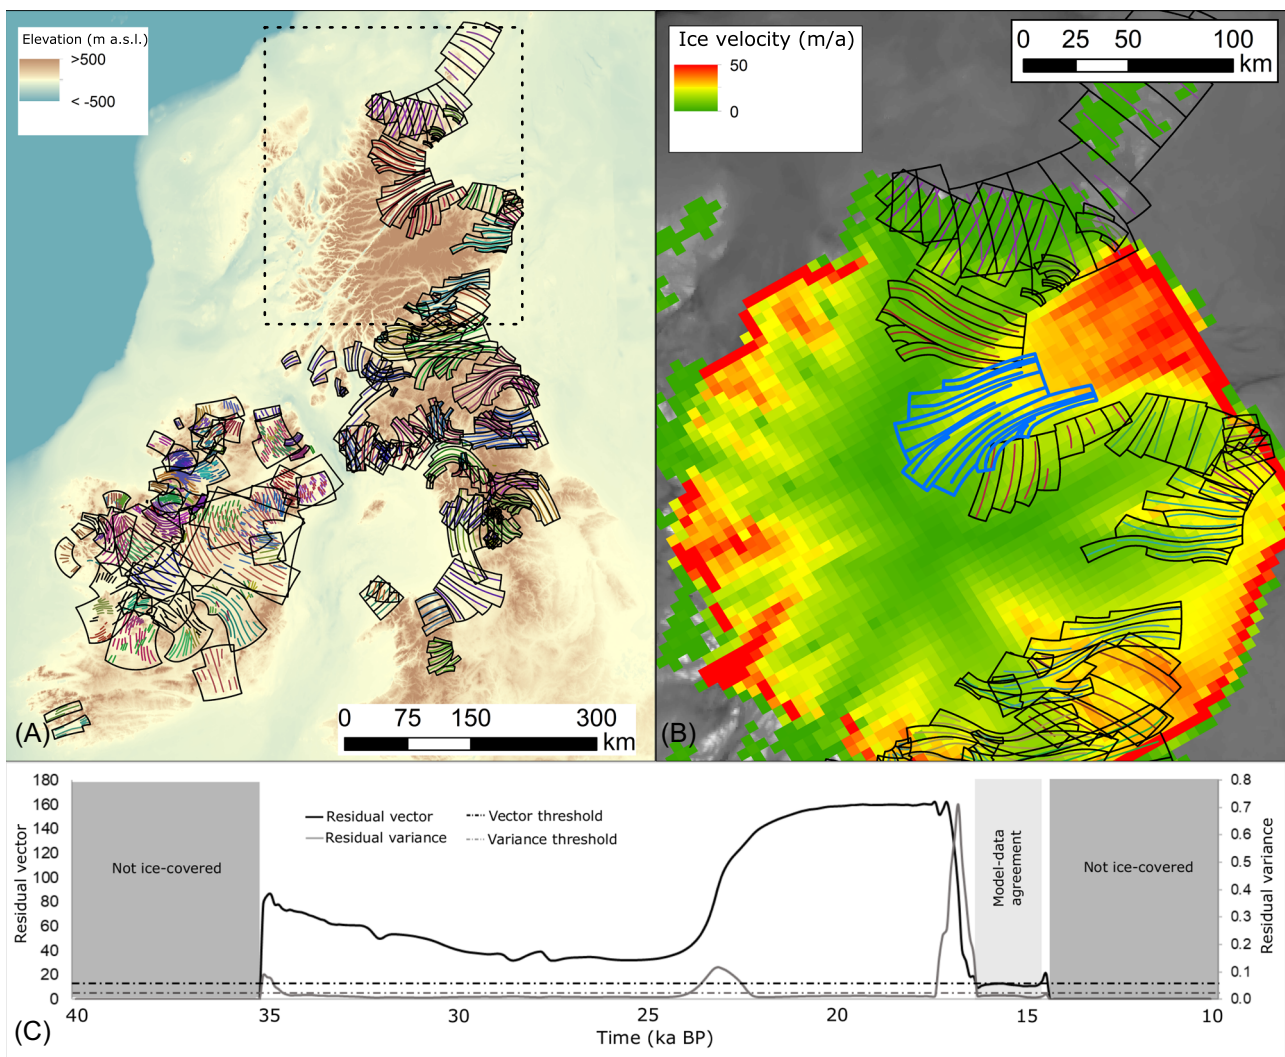 Elevation (m a.s.l.)
>500
< -500
0 75 150 300
km
(A)
Ice velocity (m/a)
50
0
0 25 50 100
km
(B)
180
160
140
120
100
80
60
40
20
0
Residual vector
Not ice-covered
Residual vector
Residual variance
Vector threshold
Variance threshold
Model-data
agreement
Not ice-covered
0.8
0.7
0.6
0.5
0.4
0.3
0.2
0.1
0.0
Residual variance
40 35 30 25 20 15 10
Time (ka BP)
(C)